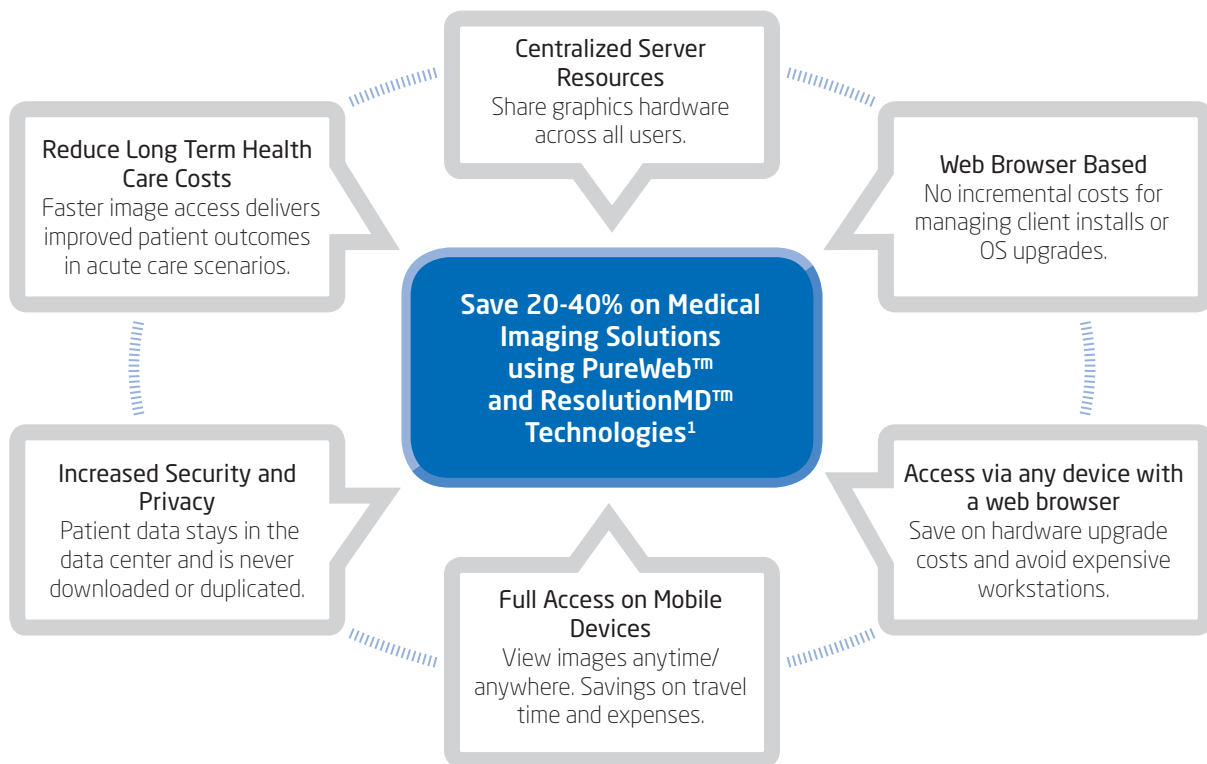 Centralized Server
Resources
Share graphics hardware
across all users.
Reduce Long Term Health
Care Costs
Faster image access delivers
improved patient outcomes
in acute care scenarios.
Web Browser Based
No incremental costs for
managing client installs or
OS upgrades.
Save 20-40% on Medical
Imaging Solutions
using PureWeb™
and ResolutionMD™
Technologies¹
Increased Security and
Privacy
Patient data stays in the
data center and is never
downloaded or duplicated.
Access via any device with
a web browser
Save on hardware upgrade
costs and avoid expensive
workstations.
Full Access on Mobile
Devices
View images anytime/
anywhere. Savings on travel
time and expenses.